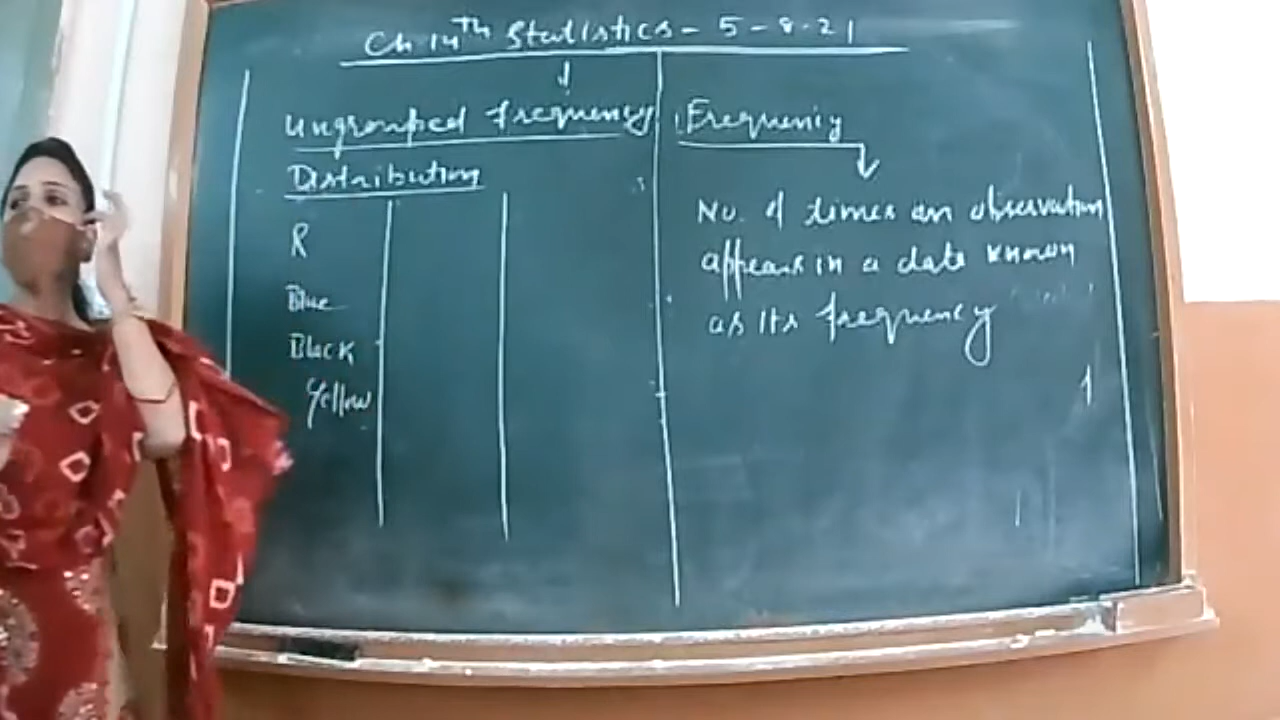 Ch 14th Statistics - 5 - 8 - 21
Ungrouped frequency
Distribution
R
Blue
Black
Yellow
Frequency
No. of times an observation
appears in a data known
as its frequency